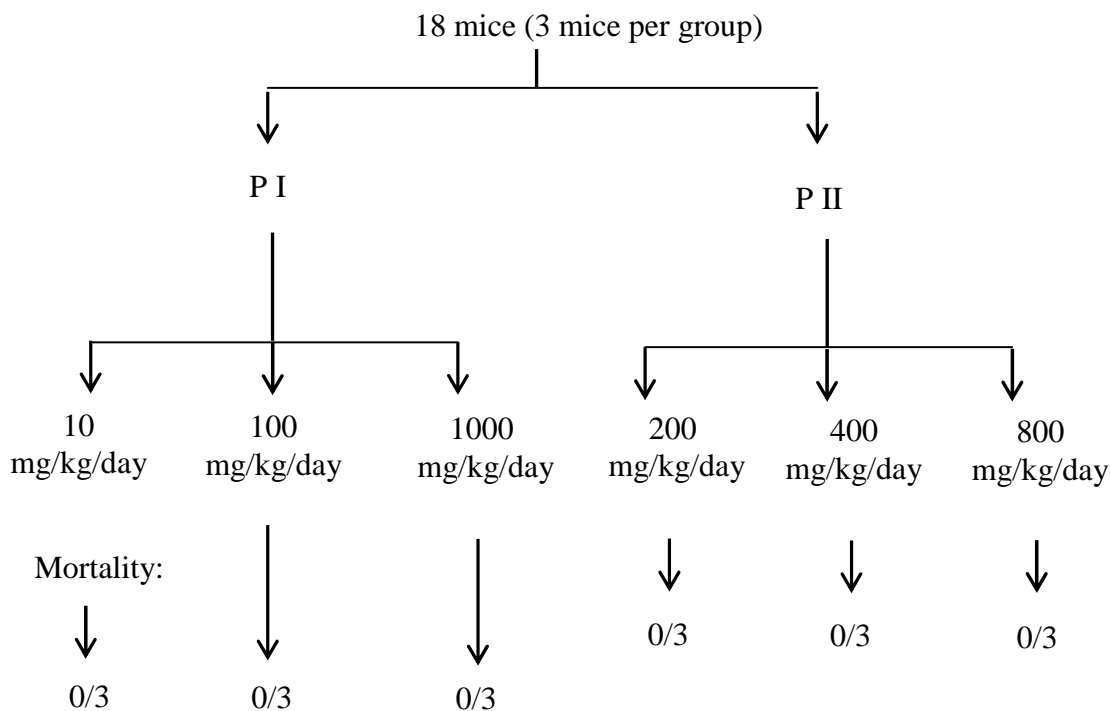 18 mice (3 mice per group)
P I
P II
10
mg/kg/day
100
mg/kg/day
1000
mg/kg/day
200
mg/kg/day
400
mg/kg/day
800
mg/kg/day
Mortality:
0/3
0/3
0/3
0/3
0/3
0/3